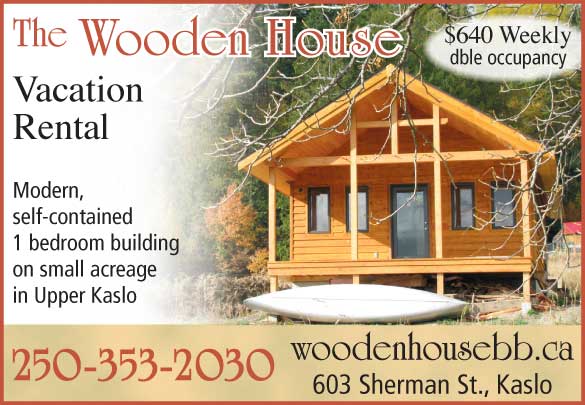 The Wooden House
$640 Weekly
dble occupancy
Vacation
Rental
Modern,
self-contained
1 bedroom building
on small acreage
in Upper Kaslo
250-353-2030
woodenhousebb.ca
603 Sherman St., Kaslo